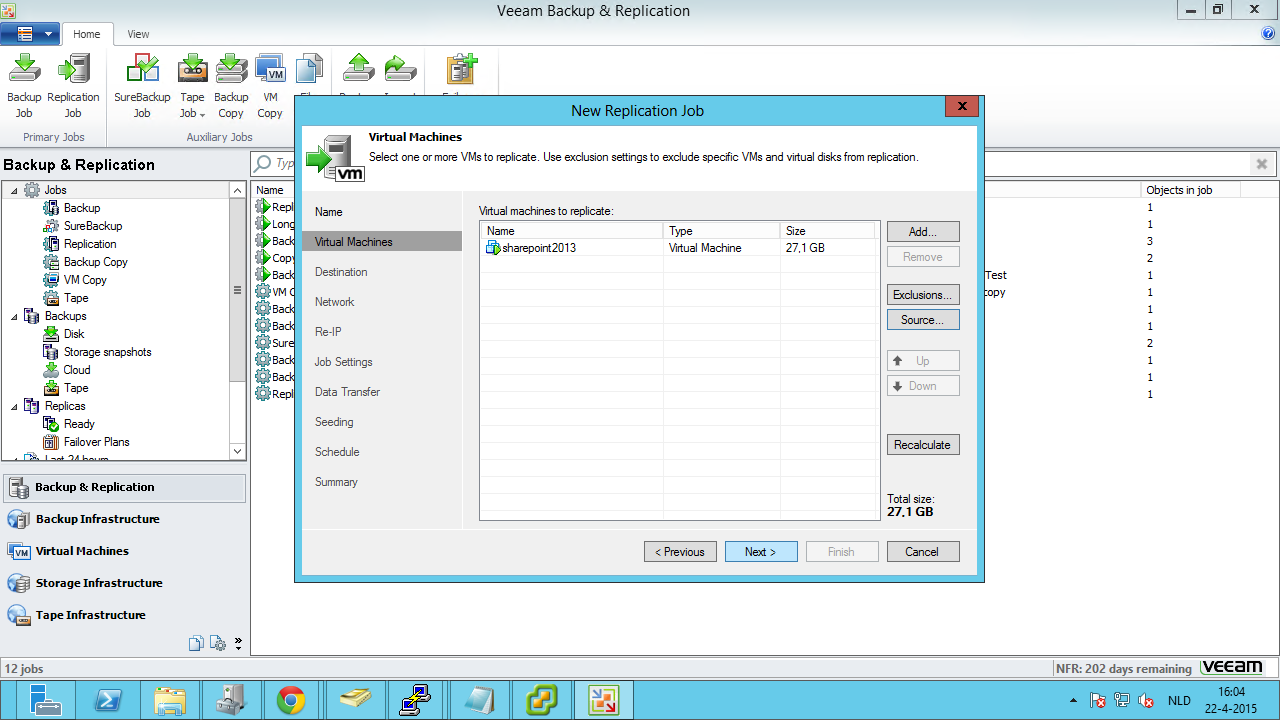 Veeam Backup & Replication
Home
View
Backup Job
Replication Job
SureBackup Job
Tape Job
Backup Copy
VM Copy
Primary Jobs
Auxiliary Jobs
Backup & Replication
Jobs
Backup
SureBackup
Replication
Backup Copy
VM Copy
Tape
Backups
Disk
Storage snapshots
Cloud
Tape
Replicas
Ready
Failover Plans
Last 24 hours
Backup & Replication
Backup Infrastructure
Virtual Machines
Storage Infrastructure
Tape Infrastructure
Name
Objects in job
Repl
1
Long
1
Back
3
Copy
2
Back
Test
1
VM C
copy
1
Back
1
Back
1
Sure
2
Back
1
Back
1
Repl
1
New Replication Job
Virtual Machines
Select one or more VMs to replicate. Use exclusion settings to exclude specific VMs and virtual disks from replication.
vm
Name
Virtual Machines
Destination
Network
Re-IP
Job Settings
Data Transfer
Seeding
Schedule
Summary
Virtual machines to replicate:
Name Type Size
sharepoint2013 Virtual Machine 27,1 GB
Add...
Remove
Exclusions...
Source...
Up
Down
Recalculate
Total size:
27,1 GB
< Previous
Next >
Finish
Cancel
12 jobs
NFR: 202 days remaining
veeam
NLD
16:04
22-4-2015